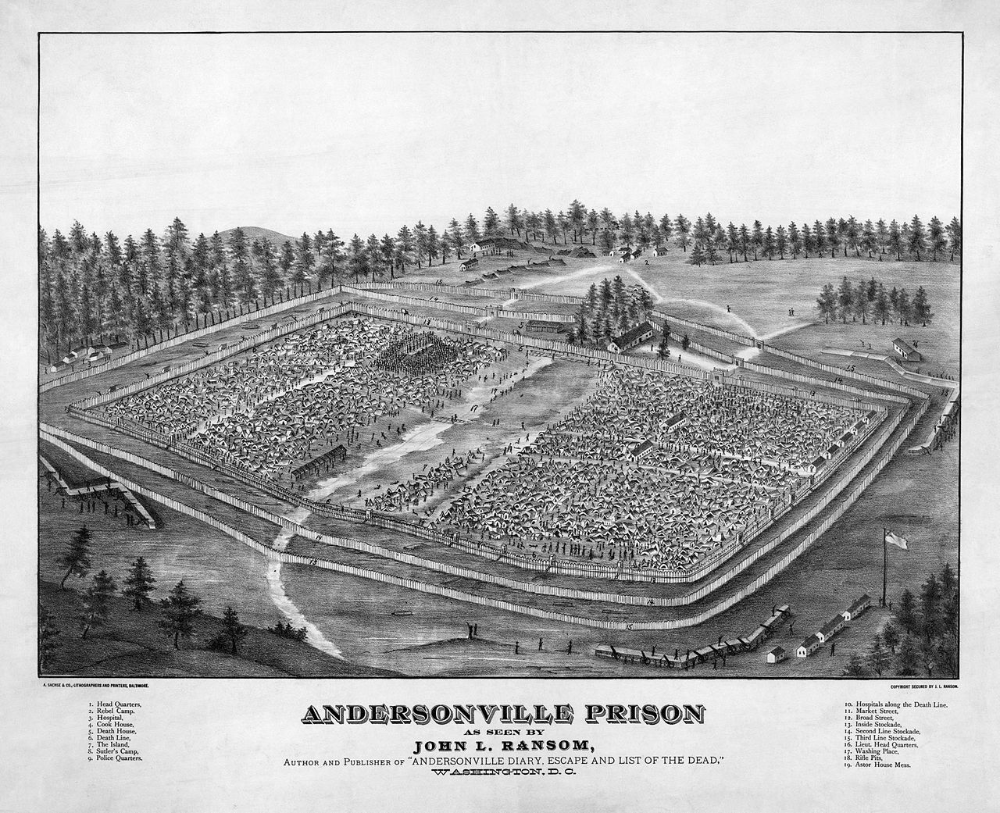 A. SACHSE & CO., LITHOGRAPHERS AND PRINTERS, BALTIMORE.
COPYRIGHT SECURED BY J. L. RANSOM.
1. Head Quarters,
2. Rebel Camp.
3. Hospital,
4. Cook House,
5. Death House,
6. Death Line,
7. The Island,
8. Sutler's Camp,
9. Police Quarters.
ANDERSONVILLE PRISON
AS SEEN BY
JOHN L. RANSOM,
AUTHOR AND PUBLISHER OF "ANDERSONVILLE DIARY, ESCAPE AND LIST OF THE DEAD,"
WASHINGTON, D. C.
10. Hospitals along the Death Line.
11. Market Street,
12. Broad Street,
13. Inside Stockade,
14. Second Line Stockade,
15. Third Line Stockade,
16. Lieut. Head Quarters,
17. Washing Place,
18. Rifle Pits,
19. Astor House Mess.